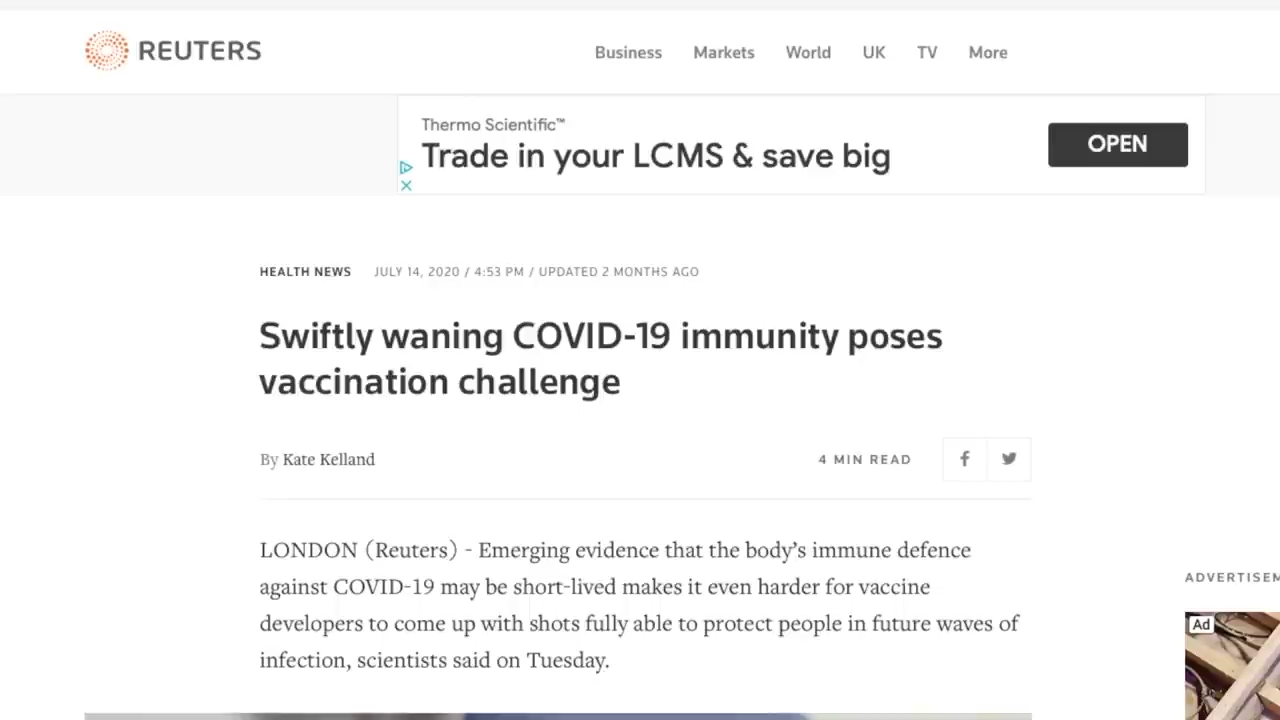 REUTERS
Business Markets World UK TV More
Thermo Scientific™
Trade in your LCMS & save big
OPEN
HEALTH NEWS JULY 14, 2020 / 4:53 PM / UPDATED 2 MONTHS AGO
Swiftly waning COVID-19 immunity poses
vaccination challenge
By Kate Kelland
4 MIN READ
LONDON (Reuters) - Emerging evidence that the body’s immune defence
against COVID-19 may be short-lived makes it even harder for vaccine
developers to come up with shots fully able to protect people in future waves of
infection, scientists said on Tuesday.
ADVERTISEM
Ad